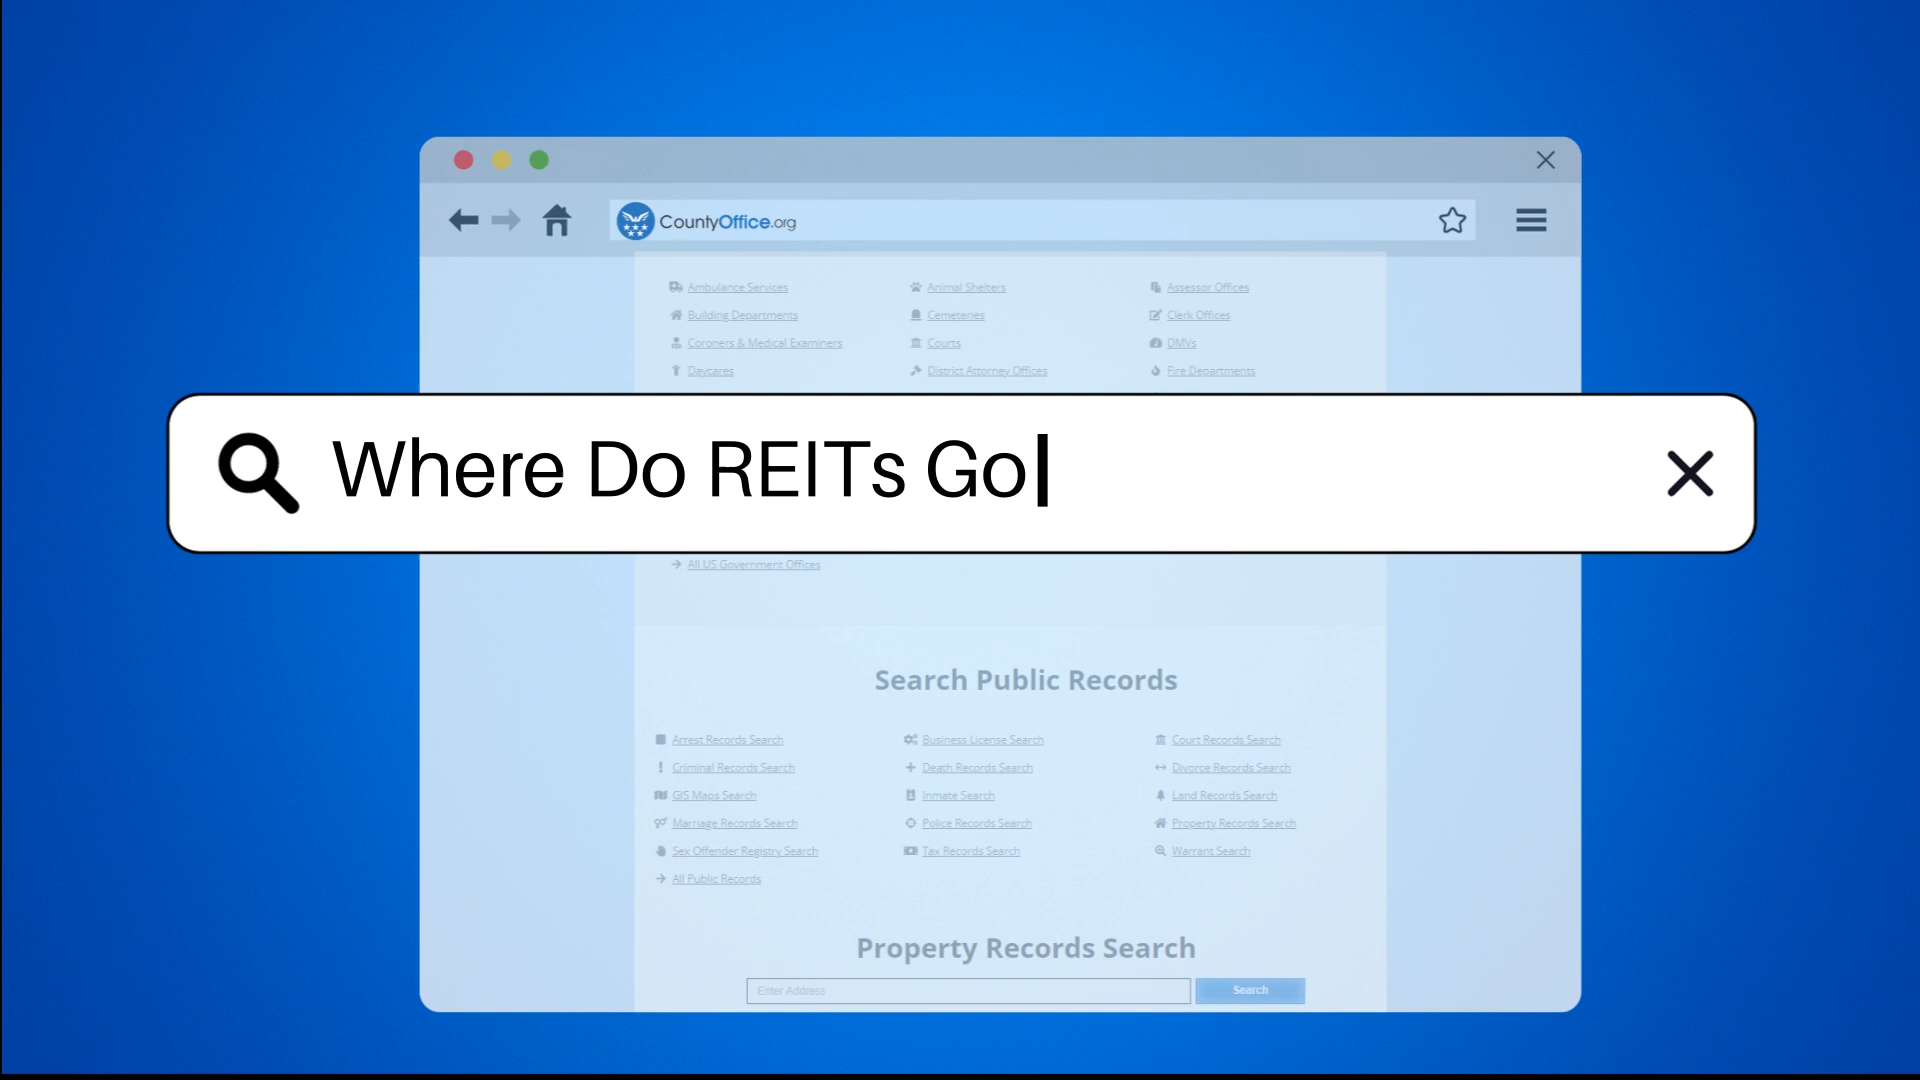 CountyOffice.org
Ambulance Services Animal Shelters Assessor Offices
Building Departments Cemeteries Clerk Offices
Coroners & Medical Examiners Courts DMVs
Daycares District Attorney Offices Fire Departments
Where Do REITs Go
All US Government Offices
Search Public Records
Arrest Records Search Business License Search Court Records Search
Criminal Records Search Death Records Search Divorce Records Search
GIS Maps Search Inmate Search Land Records Search
Marriage Records Search Police Records Search Property Records Search
Sex Offender Registry Search Tax Records Search Warrant Search
All Public Records
Property Records Search
Enter Address Search